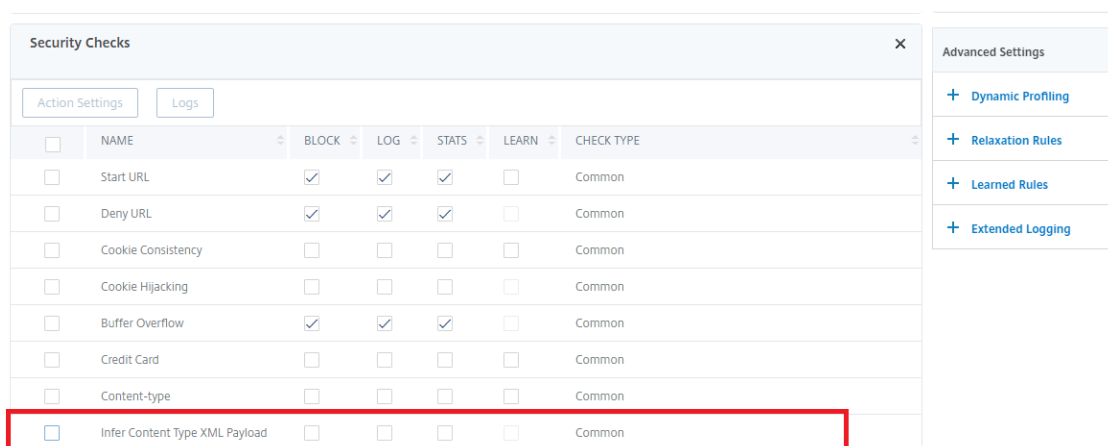 Security Checks
Advanced Settings
Action Settings Logs
+ Dynamic Profiling
NAME BLOCK LOG STATS LEARN CHECK TYPE
+ Relaxation Rules
Start URL Common
+ Learned Rules
Deny URL Common
+ Extended Logging
Cookie Consistency Common
Cookie Hijacking Common
Buffer Overflow Common
Credit Card Common
Content-type Common
Infer Content Type XML Payload Common